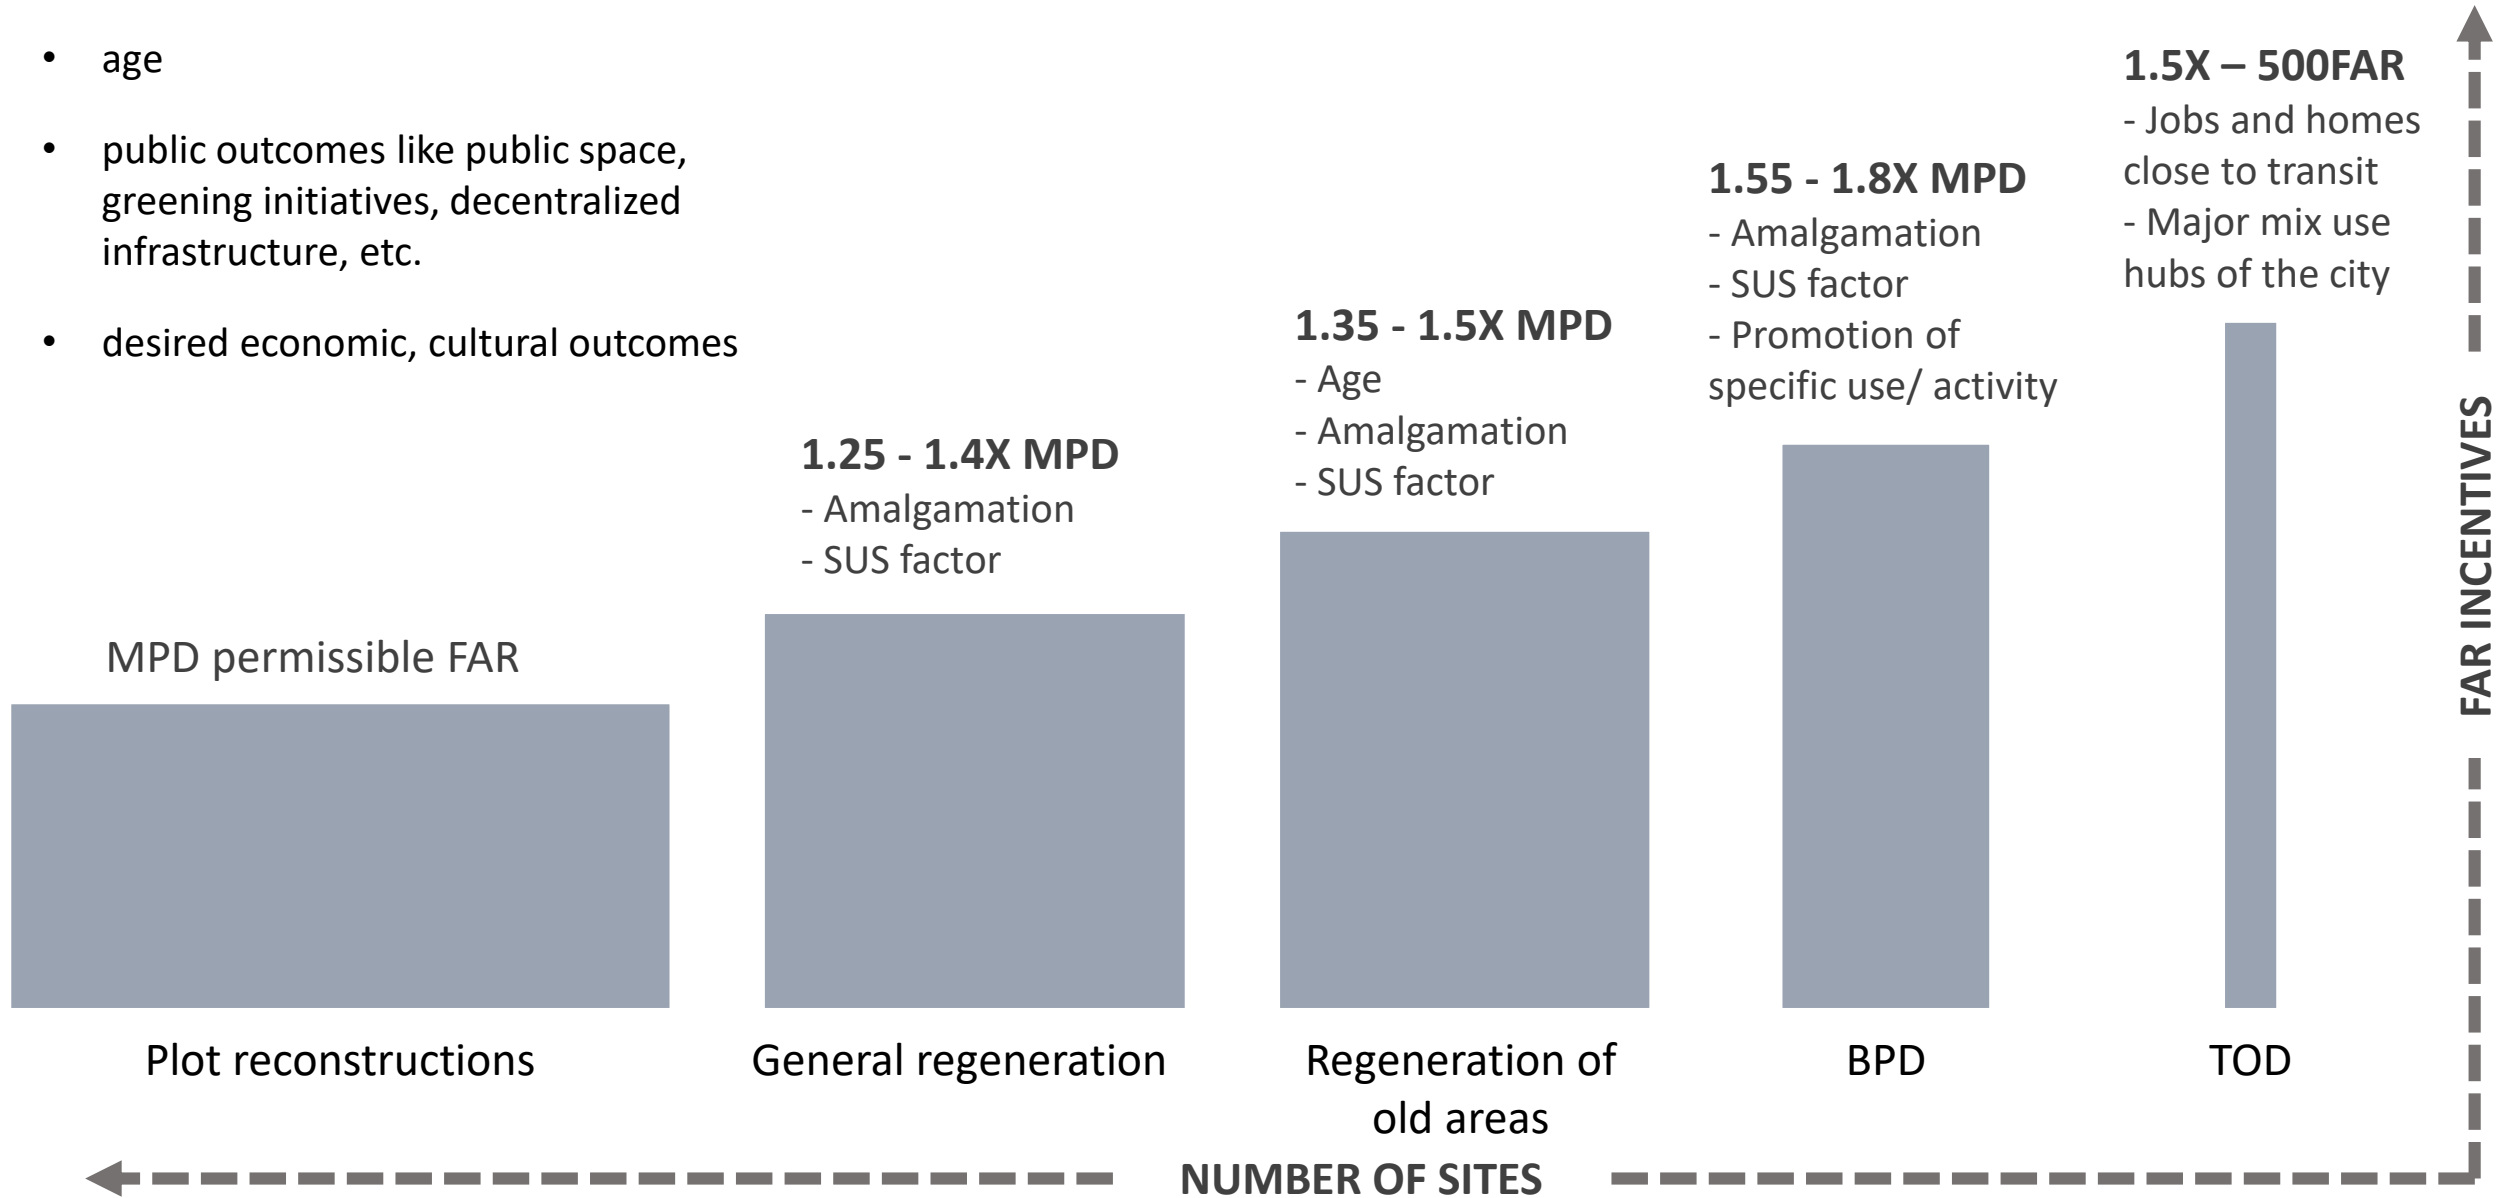 • age
• public outcomes like public space,
greening initiatives, decentralized
infrastructure, etc.
• desired economic, cultural outcomes
MPD permissible FAR
1.25 - 1.4X MPD
- Amalgamation
- SUS factor
1.35 - 1.5X MPD
- Age
- Amalgamation
- SUS factor
1.55 - 1.8X MPD
- Amalgamation
- SUS factor
- Promotion of
specific use/ activity
1.5X – 500FAR
- Jobs and homes
close to transit
- Major mix use
hubs of the city
FAR INCENTIVES
Plot reconstructions
General regeneration
Regeneration of
old areas
BPD
TOD
NUMBER OF SITES